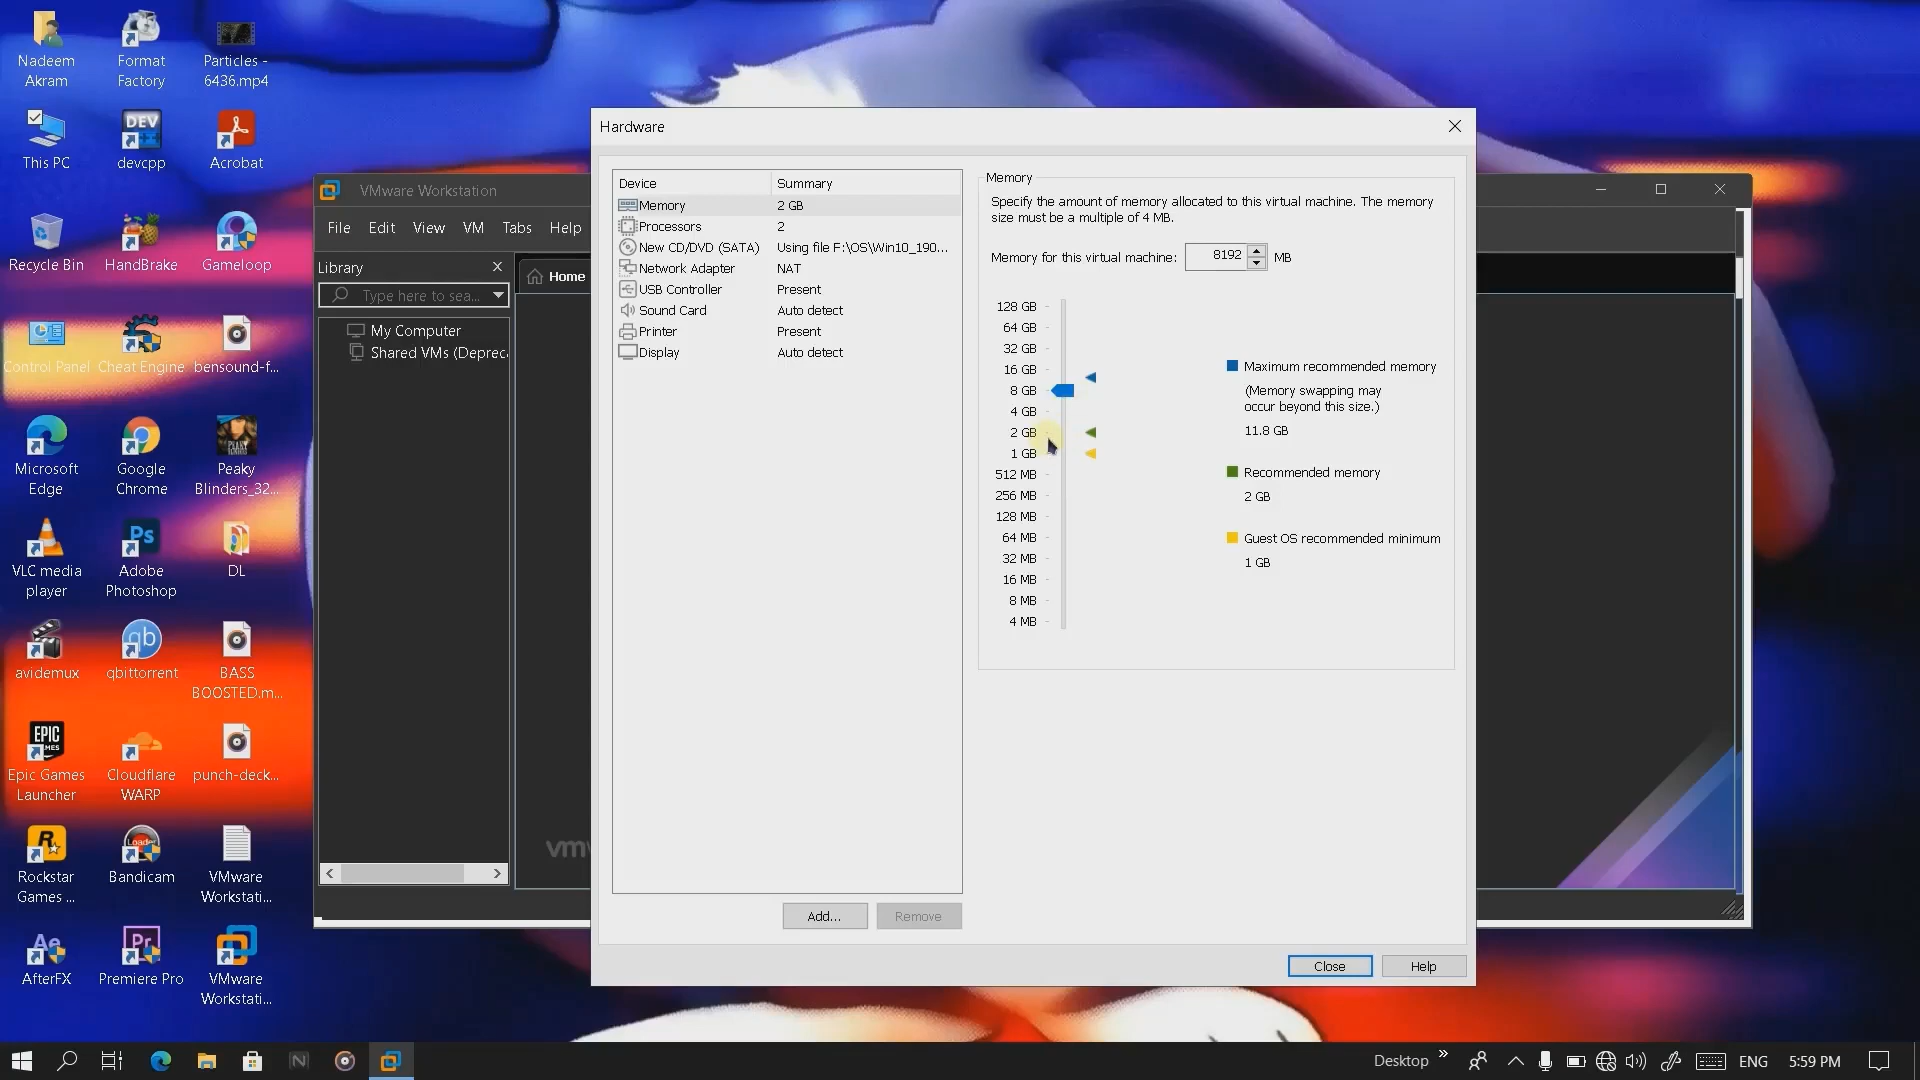 Nadeem
Akram
Format
Factory
Particles -
6436.mp4
This PC
DEV
devcpp
Acrobat
Recycle Bin
HandBrake
Gameloop
Control Panel
Cheat Engine
bensound-f...
Microsoft
Edge
Google
Chrome
Peaky
Blinders_32...
VLC media
player
Ps
Adobe
Photoshop
DL
avidemux
qb
qbittorrent
BASS
BOOSTED.m...
EPIC
GAMES
Epic Games
Launcher
Cloudflare
WARP
punch-deck...
R
Rockstar
Games ...
Loader
Bandicam
VMware
Workstati...
Ae
AfterFX
Pr
Premiere Pro
VMware
Workstati...
VMware Workstation
File Edit View VM Tabs Help
Library
Type here to sea...
My Computer
Shared VMs (Depreca
Home
vmw
Hardware
Device Summary
Memory 2 GB
Processors 2
New CD/DVD (SATA) Using file F:\OS\Win10_190...
Network Adapter NAT
USB Controller Present
Sound Card Auto detect
Printer Present
Display Auto detect
Add... Remove
Memory
Specify the amount of memory allocated to this virtual machine. The memory
size must be a multiple of 4 MB.
Memory for this virtual machine: 8192 MB
128 GB
64 GB
32 GB
16 GB
8 GB
4 GB
2 GB
1 GB
512 MB
256 MB
128 MB
64 MB
32 MB
16 MB
8 MB
4 MB
Maximum recommended memory
(Memory swapping may
occur beyond this size.)
11.8 GB
Recommended memory
2 GB
Guest OS recommended minimum
1 GB
Close Help
N
Desktop » ENG 5:59 PM